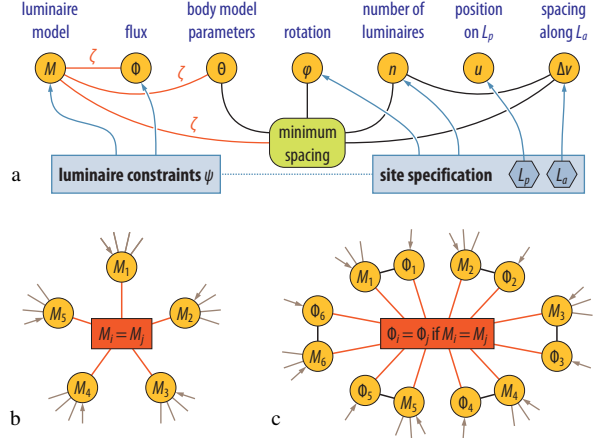 luminaire model
flux
body model parameters
rotation
number of luminaires
position on Lp
spacing along La
M
ζ
Φ
Θ
φ
n
u
Δv
ζ
ζ
minimum spacing
a
luminaire constraints ψ
site specification
Lp
La
M1
M5
M2
Mi = Mj
M4
M3
b
M1
Φ1
M2
Φ2
Φ6
M3
Φi = Φj if Mi = Mj
M6
Φ3
Φ5
M5
Φ4
M4
c